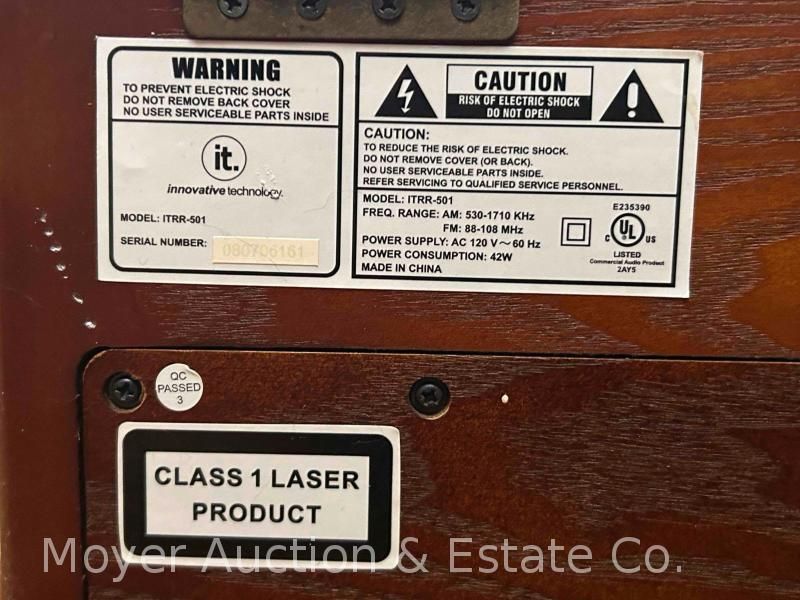 WARNING
TO PREVENT ELECTRIC SHOCK
DO NOT REMOVE BACK COVER
NO USER SERVICEABLE PARTS INSIDE
it.
innovative technology.
MODEL: ITRR-501
SERIAL NUMBER: 080706161
CAUTION
RISK OF ELECTRIC SHOCK
DO NOT OPEN
CAUTION:
TO REDUCE THE RISK OF ELECTRIC SHOCK.
DO NOT REMOVE COVER (OR BACK).
NO USER SERVICEABLE PARTS INSIDE.
REFER SERVICING TO QUALIFIED SERVICE PERSONNEL.
MODEL: ITRR-501
FREQ. RANGE: AM: 530-1710 KHz
FM: 88-108 MHz
POWER SUPPLY: AC 120 V～60 Hz
POWER CONSUMPTION: 42W
MADE IN CHINA
E235390
C UL US
LISTED
Commercial Audio Product
2AY5
QC
PASSED
3
CLASS 1 LASER
PRODUCT
Moyer Auction & Estate Co.